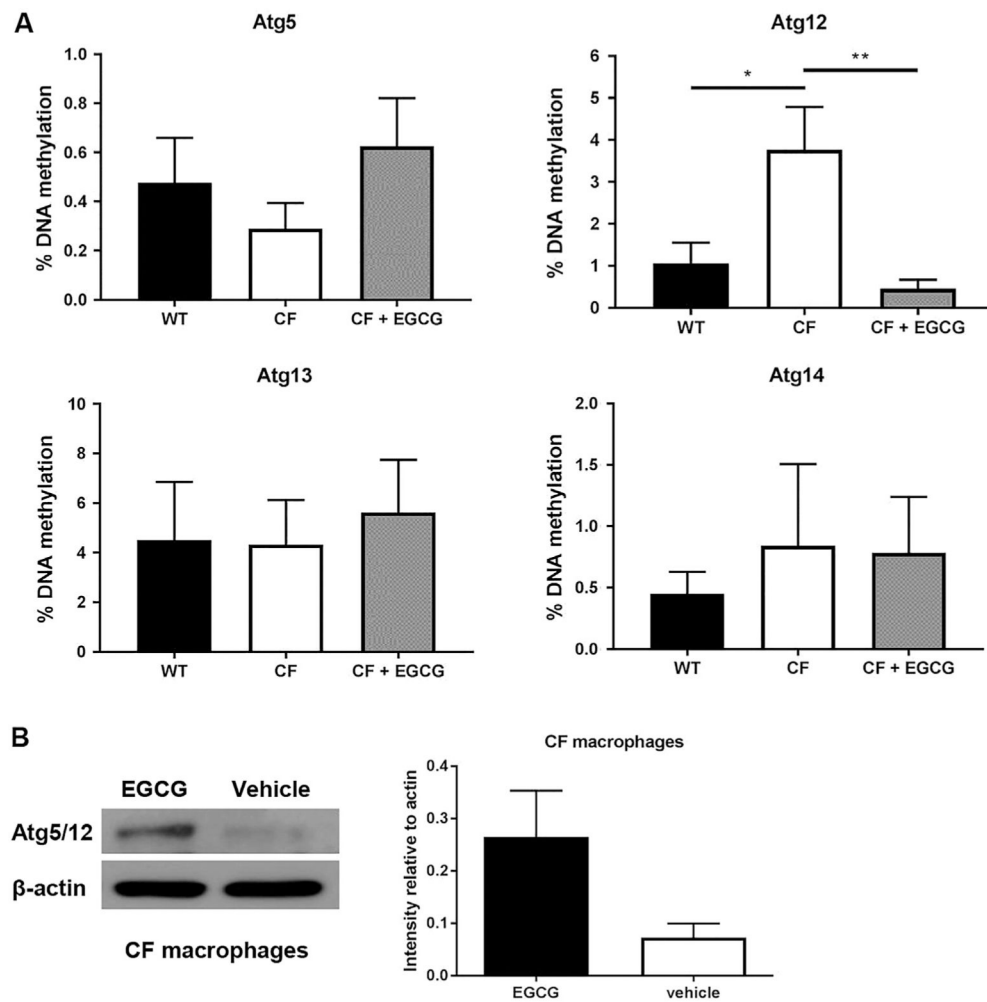 A
Atg5
% DNA methylation
1.0
0.8
0.6
0.4
0.2
0.0
WT CF CF + EGCG
Atg12
% DNA methylation
6
5
4
3
2
1
0
* **
WT CF CF + EGCG
Atg13
% DNA methylation
10
8
6
4
2
0
WT CF CF + EGCG
Atg14
% DNA methylation
2.0
1.5
1.0
0.5
0.0
WT CF CF + EGCG
B
EGCG Vehicle
Atg5/12
β-actin
CF macrophages
CF macrophages
Intensity relative to actin
0.4
0.3
0.2
0.1
0.0
EGCG vehicle